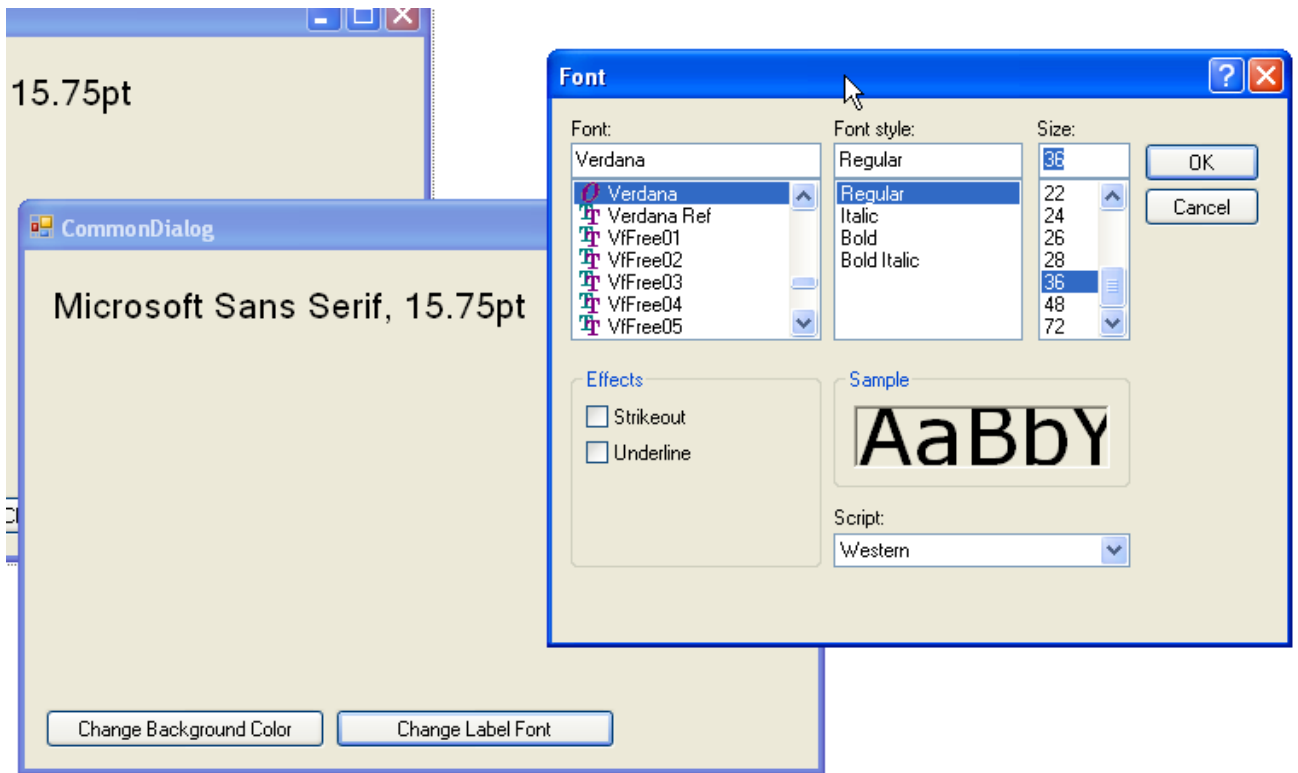 15.75pt
CommonDialog
Microsoft Sans Serif, 15.75pt
Change Background Color
Change Label Font
Font
Font:
Font style:
Size:
Verdana
Regular
36
OK
Cancel
Verdana
Verdana Ref
VfFree01
VfFree02
VfFree03
VfFree04
VfFree05
Regular
Italic
Bold
Bold Italic
22
24
26
28
36
48
72
Effects
Strikeout
Underline
Sample
AaBbY
Script:
Western